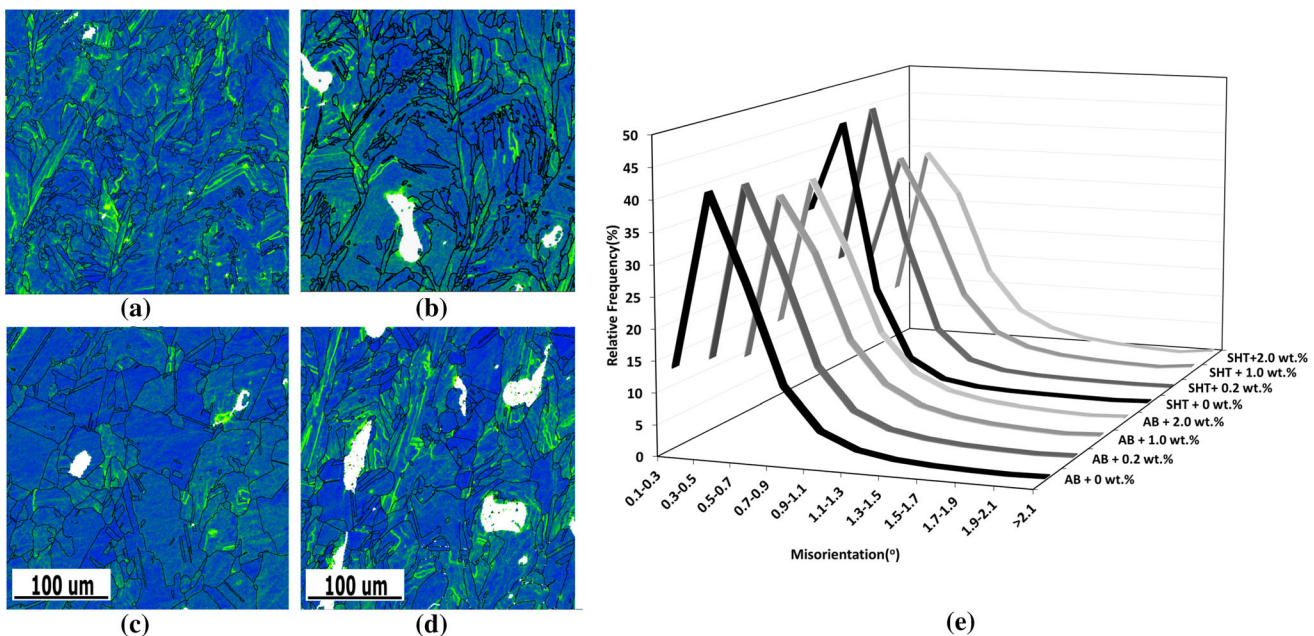 (a)
(b)
100 um
100 um
(c)
(d)
50
45
40
35
30
25
20
15
10
5
0
Relative Frequency(%)
0.1-0.3
0.3-0.5
0.5-0.7
0.7-0.9
0.9-1.1
1.1-1.3
1.3-1.5
1.5-1.7
1.7-1.9
1.9-2.1
>2.1
Misorientation(º)
SHT+2.0 wt.%
SHT + 1.0 wt.%
SHT+ 0.2 wt.%
SHT + 0 wt.%
AB + 2.0 wt.%
AB + 1.0 wt.%
AB + 0.2 wt.%
AB + 0 wt.%
(e)